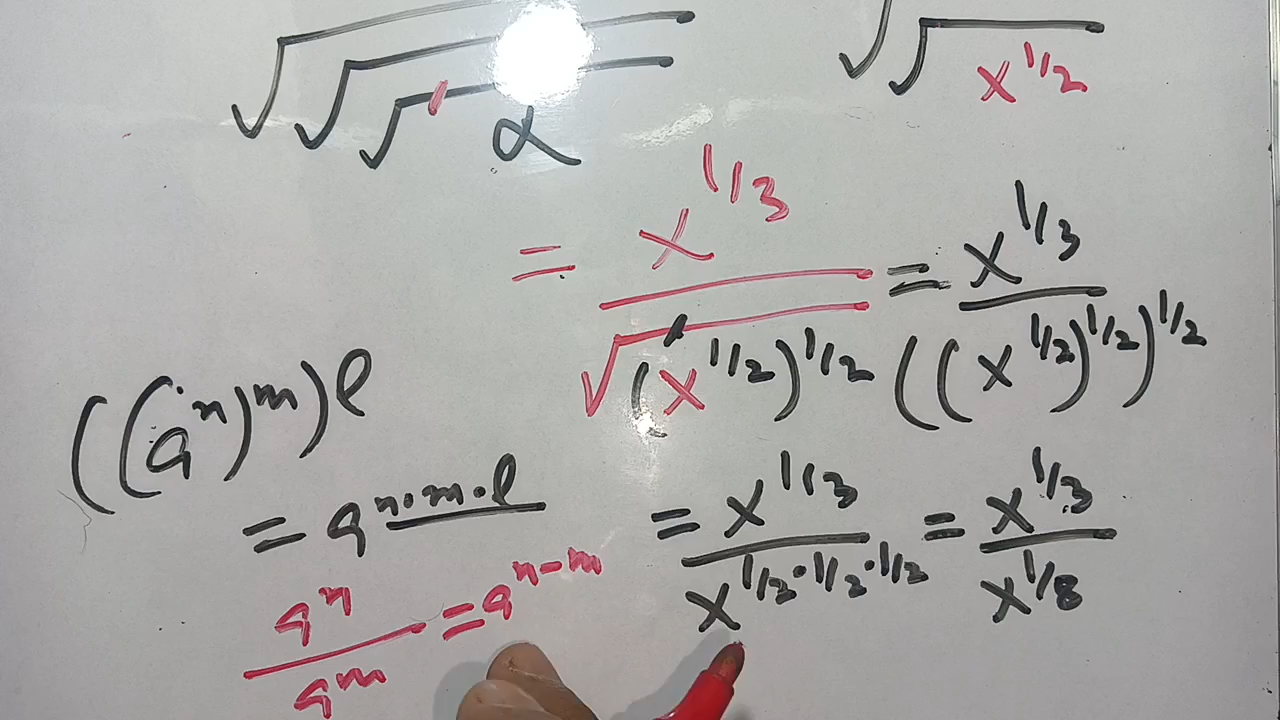 √√√α √√x^1/2
= x^1/3 / √(x^1/2)^1/2 = x^1/3 / ((x^1/2)^1/2)^1/2
((a^n)^m)^l
= a^n·m·l
= x^1/3 / x^1/2·1/2·1/2 = x^1/3 / x^1/8
a^n / a^m = a^n-m